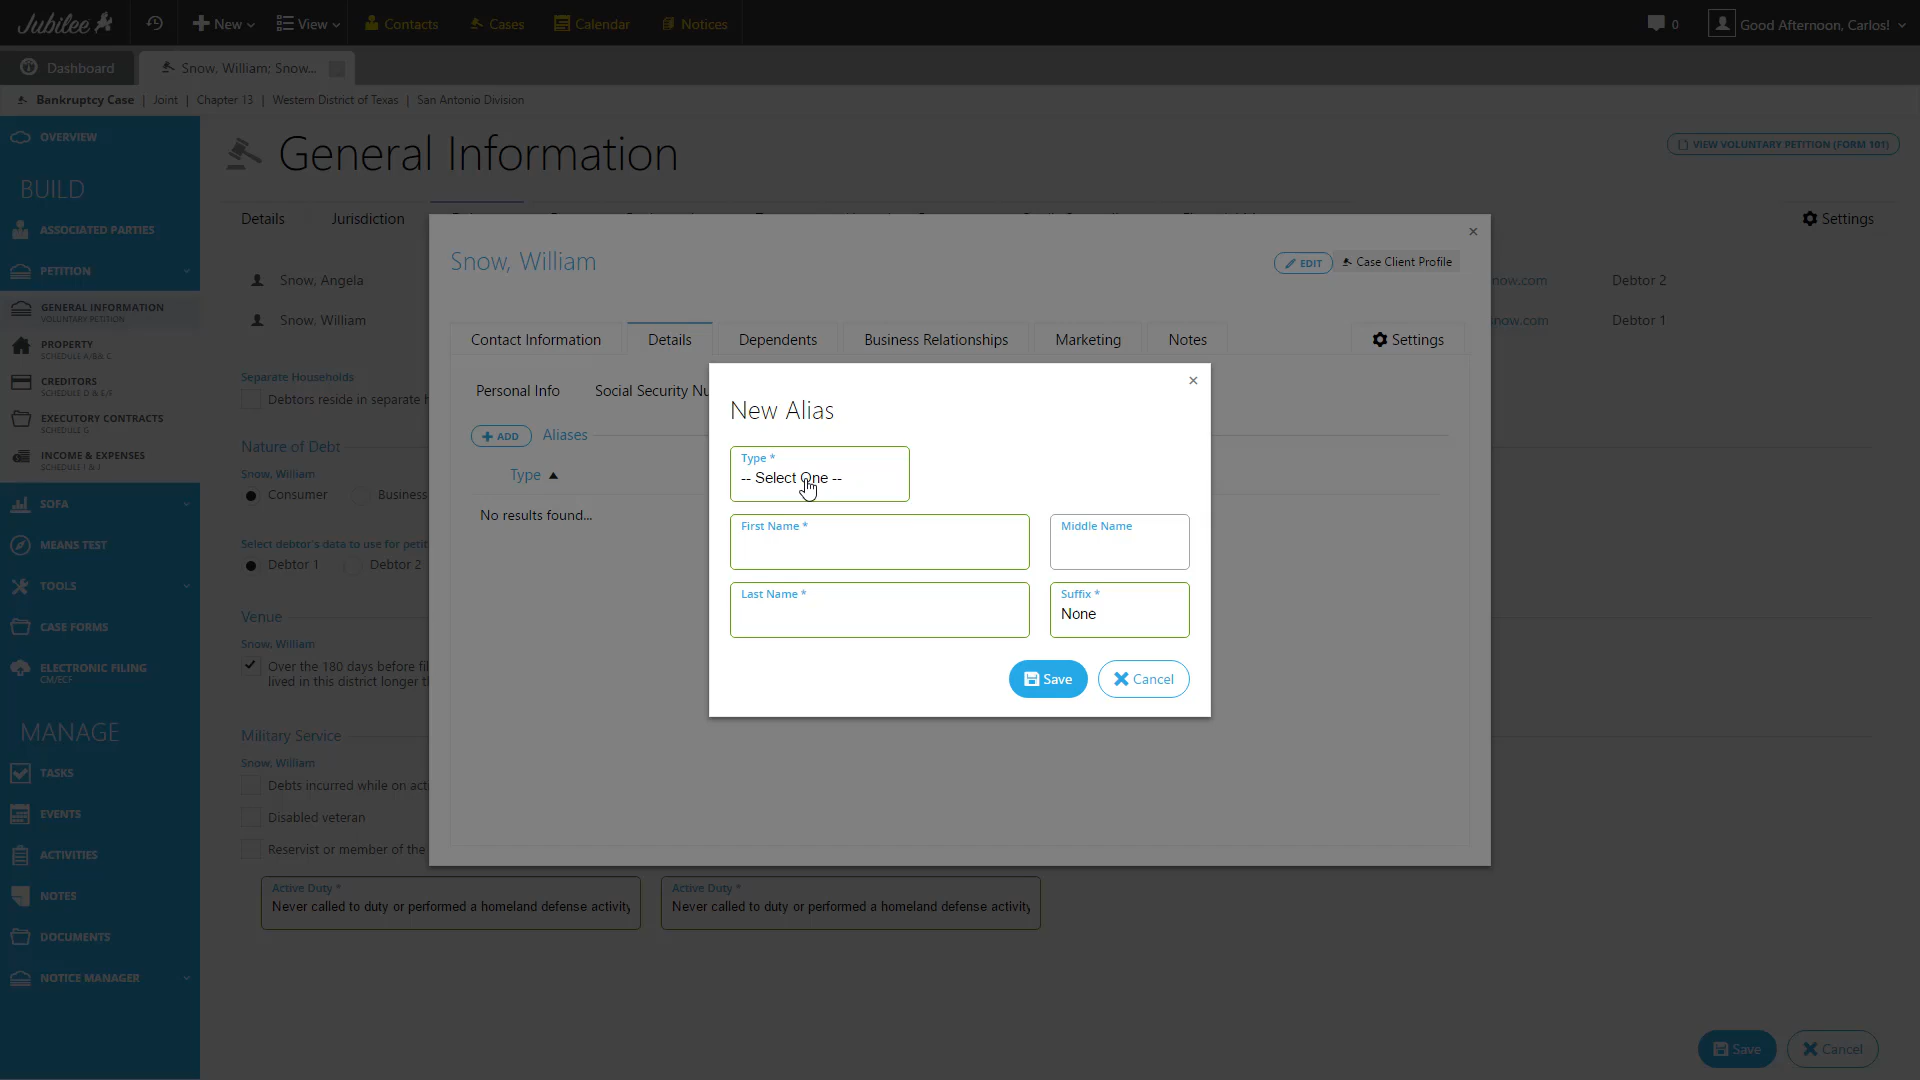 Jubilee
New
View
Contacts
Cases
Calendar
Notices
0
Good Afternoon, Carlos!
Dashboard
Snow, William; Snow...
Bankruptcy Case | Joint | Chapter 13 | Western District of Texas | San Antonio Division
OVERVIEW
BUILD
ASSOCIATED PARTIES
PETITION
GENERAL INFORMATION
VOLUNTARY PETITION
PROPERTY
SCHEDULE A/B & C
CREDITORS
SCHEDULE D & E/F
EXECUTORY CONTRACTS
SCHEDULE G
INCOME & EXPENSES
SCHEDULE I & J
SOFA
MEANS TEST
TOOLS
CASE FORMS
ELECTRONIC FILING
CM/ECF
MANAGE
TASKS
EVENTS
ACTIVITIES
NOTES
DOCUMENTS
NOTICE MANAGER
General Information
VIEW VOLUNTARY PETITION (FORM 101)
Details
Jurisdiction
Settings
Snow, Angela
now.com
Debtor 2
Snow, William
now.com
Debtor 1
Separate Households
Debtors reside in separate h
Nature of Debt
Snow, William
Consumer
Business
Select debtor's data to use for petit
Debtor 1
Debtor 2
Venue
Snow, William
Over the 180 days before fil
lived in this district longer t
Military Service
Snow, William
Debts incurred while on act
Disabled veteran
Reservist or member of the
Active Duty *
Never called to duty or performed a homeland defense activity
Active Duty *
Never called to duty or performed a homeland defense activity
Save
Cancel
Snow, William
EDIT
Case Client Profile
Contact Information
Details
Dependents
Business Relationships
Marketing
Notes
Settings
Personal Info
Social Security Nu
ADD
Aliases
Type
No results found...
New Alias
Type *
-- Select One --
First Name *
Middle Name
Last Name *
Suffix *
None
Save
Cancel